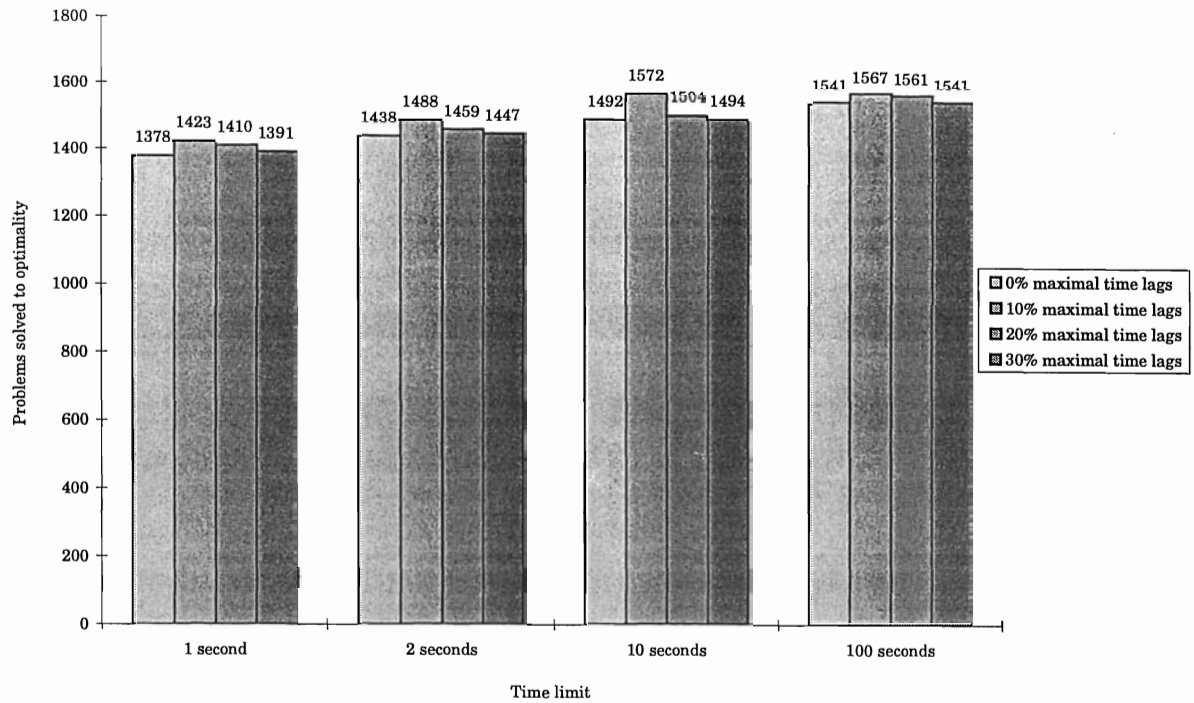 1800
1600
1400
1200
1000
800
600
400
200
0
Problems solved to optimality
1378 1423 1410 1391
1438 1488 1459 1447
1492 1572 1504 1494
1541 1567 1561 1541
1 second 2 seconds 10 seconds 100 seconds
Time limit
0% maximal time lags
10% maximal time lags
20% maximal time lags
30% maximal time lags